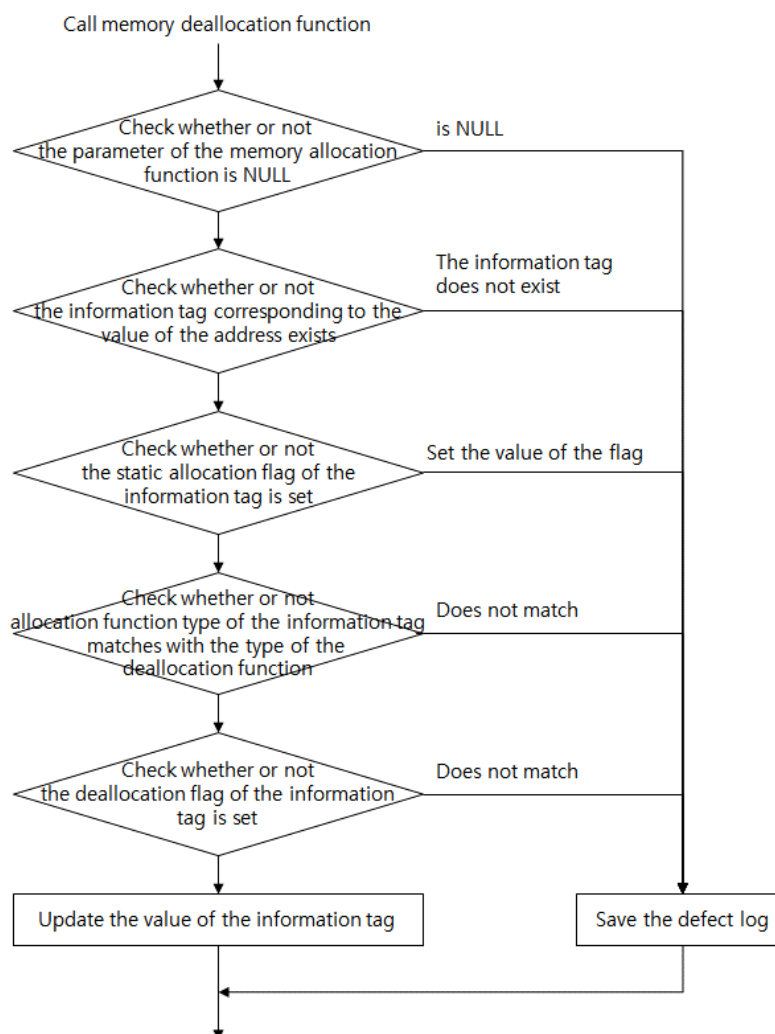 Call memory deallocation function
Check whether or not
the parameter of the memory allocation
function is NULL
is NULL
Check whether or not
the information tag corresponding to the
value of the address exists
The information tag
does not exist
Check whether or not
the static allocation flag of the
information tag is set
Set the value of the flag
Check whether or not
allocation function type of the information tag
matches with the type of the
deallocation function
Does not match
Check whether or not
the deallocation flag of the information
tag is set
Does not match
Update the value of the information tag
Save the defect log